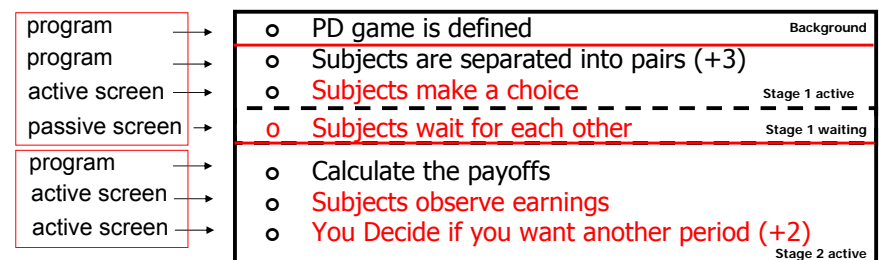 program → o PD game is defined Background
program → o Subjects are separated into pairs (+3)
active screen → o Subjects make a choice Stage 1 active
passive screen → o Subjects wait for each other Stage 1 waiting
program → o Calculate the payoffs
active screen → o Subjects observe earnings
active screen → o You Decide if you want another period (+2)
Stage 2 active